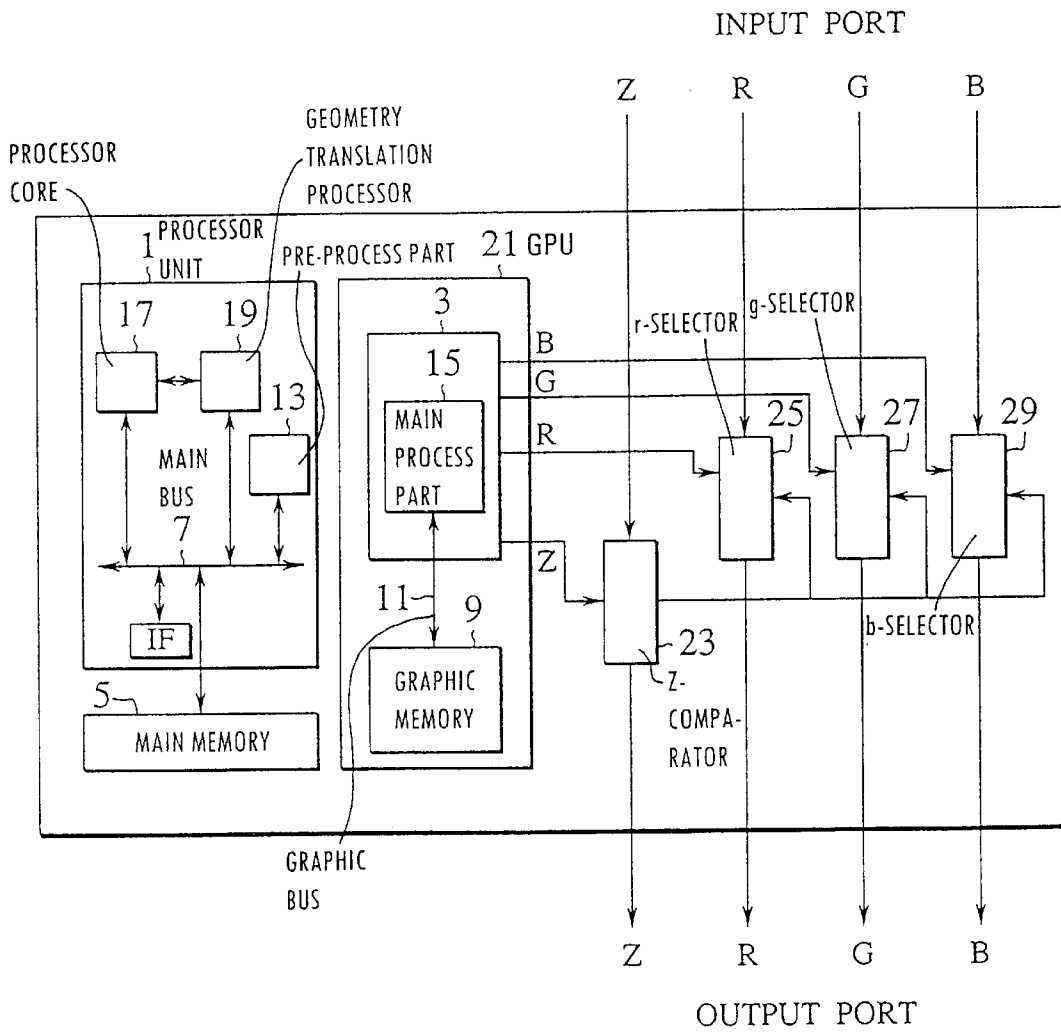 INPUT PORT
Z R G B
GEOMETRY
TRANSLATION
PROCESSOR
PROCESSOR
CORE
1 PROCESSOR
UNIT
PRE-PROCESS PART
21 GPU
17
19
13
MAIN
BUS
7
IF
5
MAIN MEMORY
3
15
MAIN
PROCESS
PART
11
9
GRAPHIC
MEMORY
GRAPHIC
BUS
B
G
R
Z
r-SELECTOR
g-SELECTOR
25
27
29
b-SELECTOR
23
Z-
COMPA-
RATOR
Z R G B
OUTPUT PORT